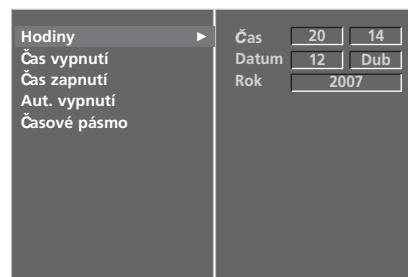 Hodiny ►
Čas vypnutí
Čas zapnutí
Aut. vypnutí
Časové pásmo
Čas 20 14
Datum 12 Dub
Rok 2007